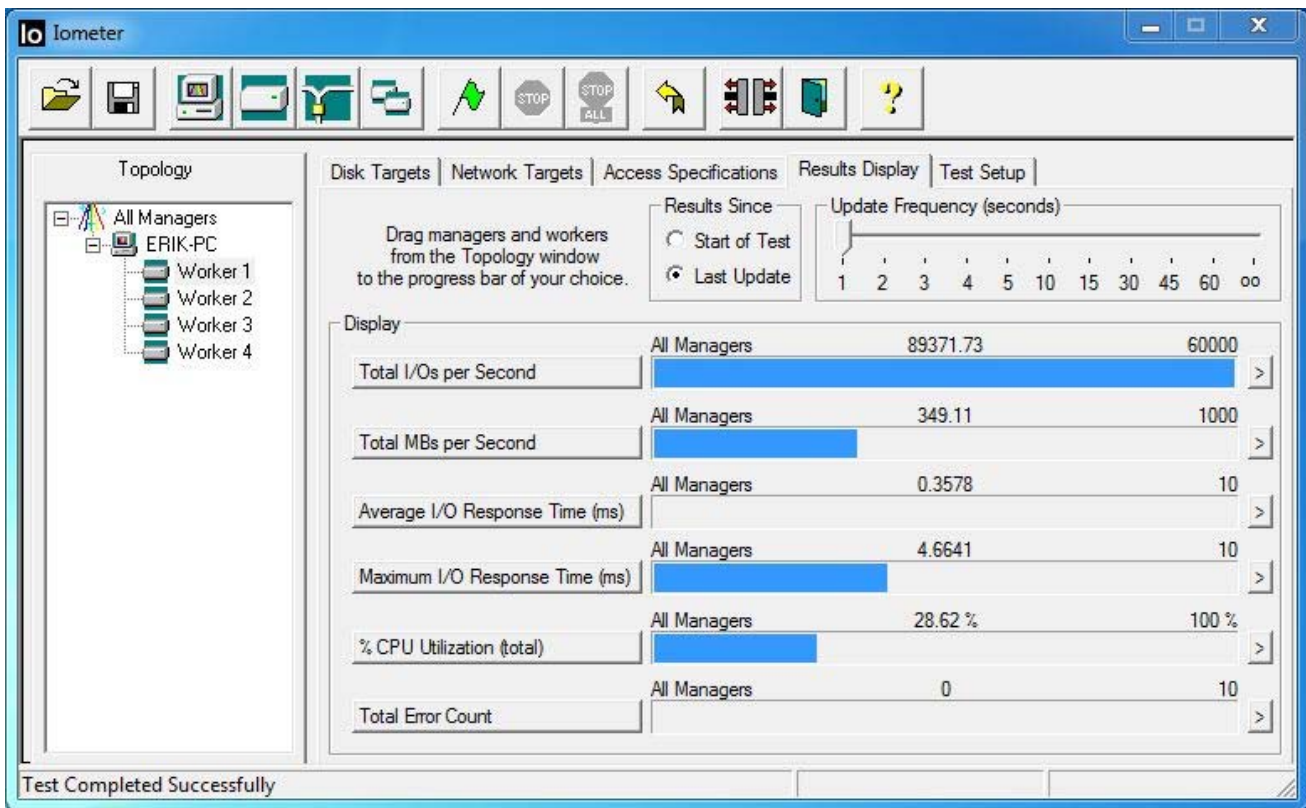 Io Iometer
STOP
STOP ALL
?
Topology
All Managers
ERIK-PC
Worker 1
Worker 2
Worker 3
Worker 4
Disk Targets
Network Targets
Access Specifications
Results Display
Test Setup
Drag managers and workers
from the Topology window
to the progress bar of your choice.
Results Since
Start of Test
Last Update
Update Frequency (seconds)
1 2 3 4 5 10 15 30 45 60 oo
Display
All Managers 89371.73 60000
Total I/Os per Second >
All Managers 349.11 1000
Total MBs per Second >
All Managers 0.3578 10
Average I/O Response Time (ms) >
All Managers 4.6641 10
Maximum I/O Response Time (ms) >
All Managers 28.62 % 100 %
% CPU Utilization (total) >
All Managers 0 10
Total Error Count >
Test Completed Successfully